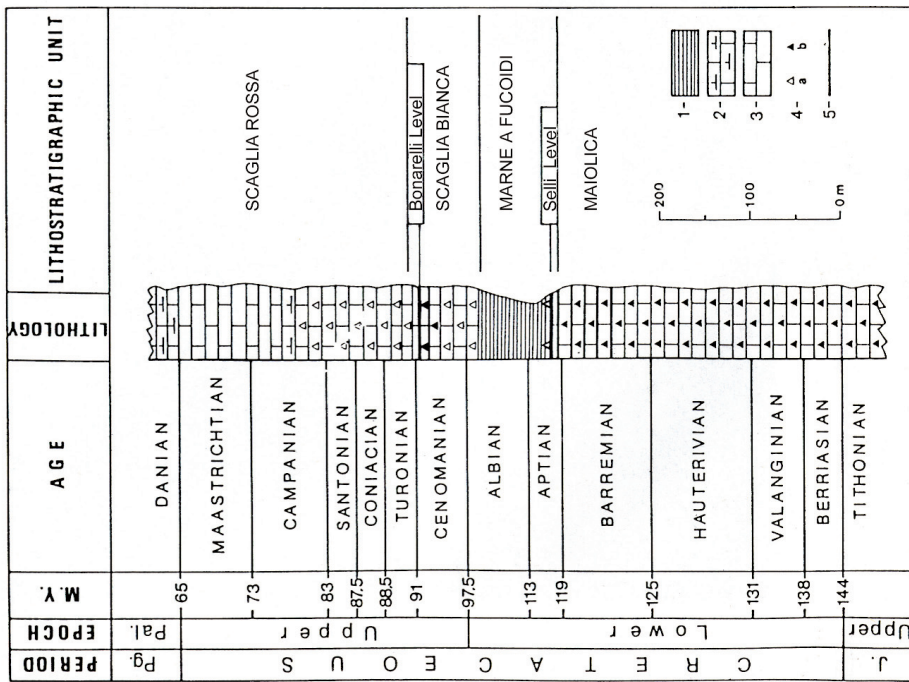 PERIOD
EPOCH
M.Y.
AGE
LITHOLOGY
LITHOSTRATIGRAPHIC UNIT
Pg.
CRETACEOUS
J.
Pal.
Upper
Lower
Upper
65
73
83
87.5
88.5
91
97.5
113
119
125
131
138
144
DANIAN
MAASTRICHTIAN
CAMPANIAN
SANTONIAN
CONIACIAN
TURONIAN
CENOMANIAN
ALBIAN
APTIAN
BARREMIAN
HAUTERIVIAN
VALANGINIAN
BERRIASIAN
TITHONIAN
SCAGLIA ROSSA
Bonarelli Level
SCAGLIA BIANCA
MARNE A FUCOIDI
Selli Level
MAIOLICA
200
100
0 m
1-
2-
3-
4- a b
5-